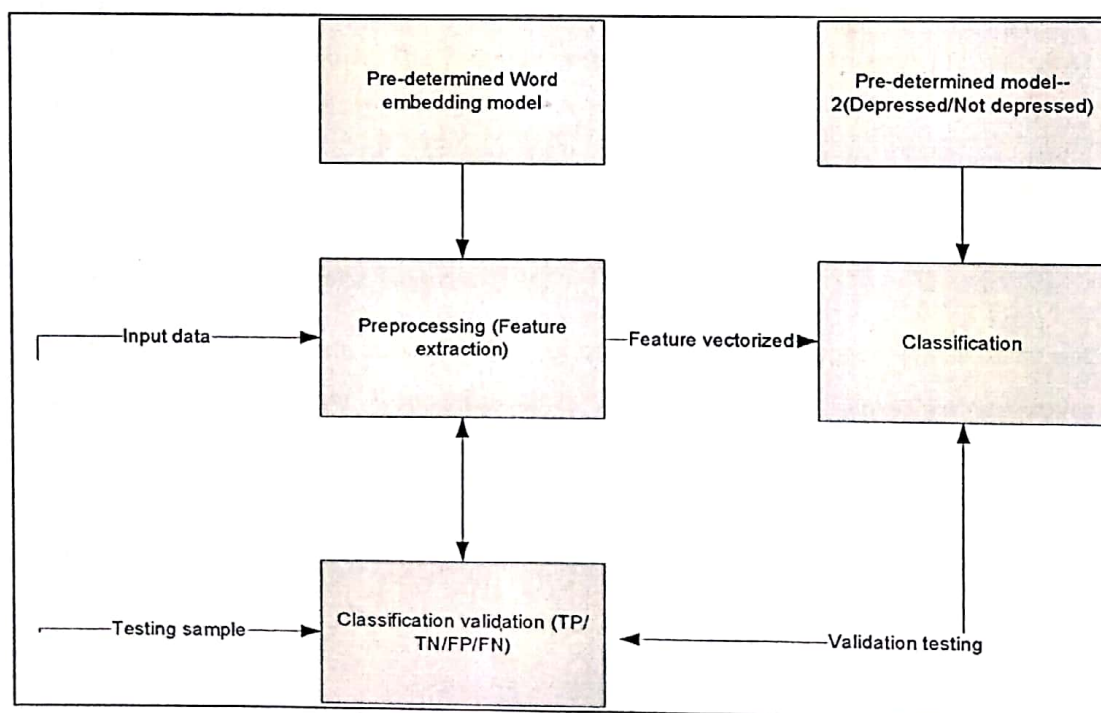 Pre-determined Word
embedding model
Pre-determined model--
2(Depressed/Not depressed)
Input data
Preprocessing (Feature
extraction)
Feature vectorized
Classification
Testing sample
Classification validation (TP/
TN/FP/FN)
Validation testing